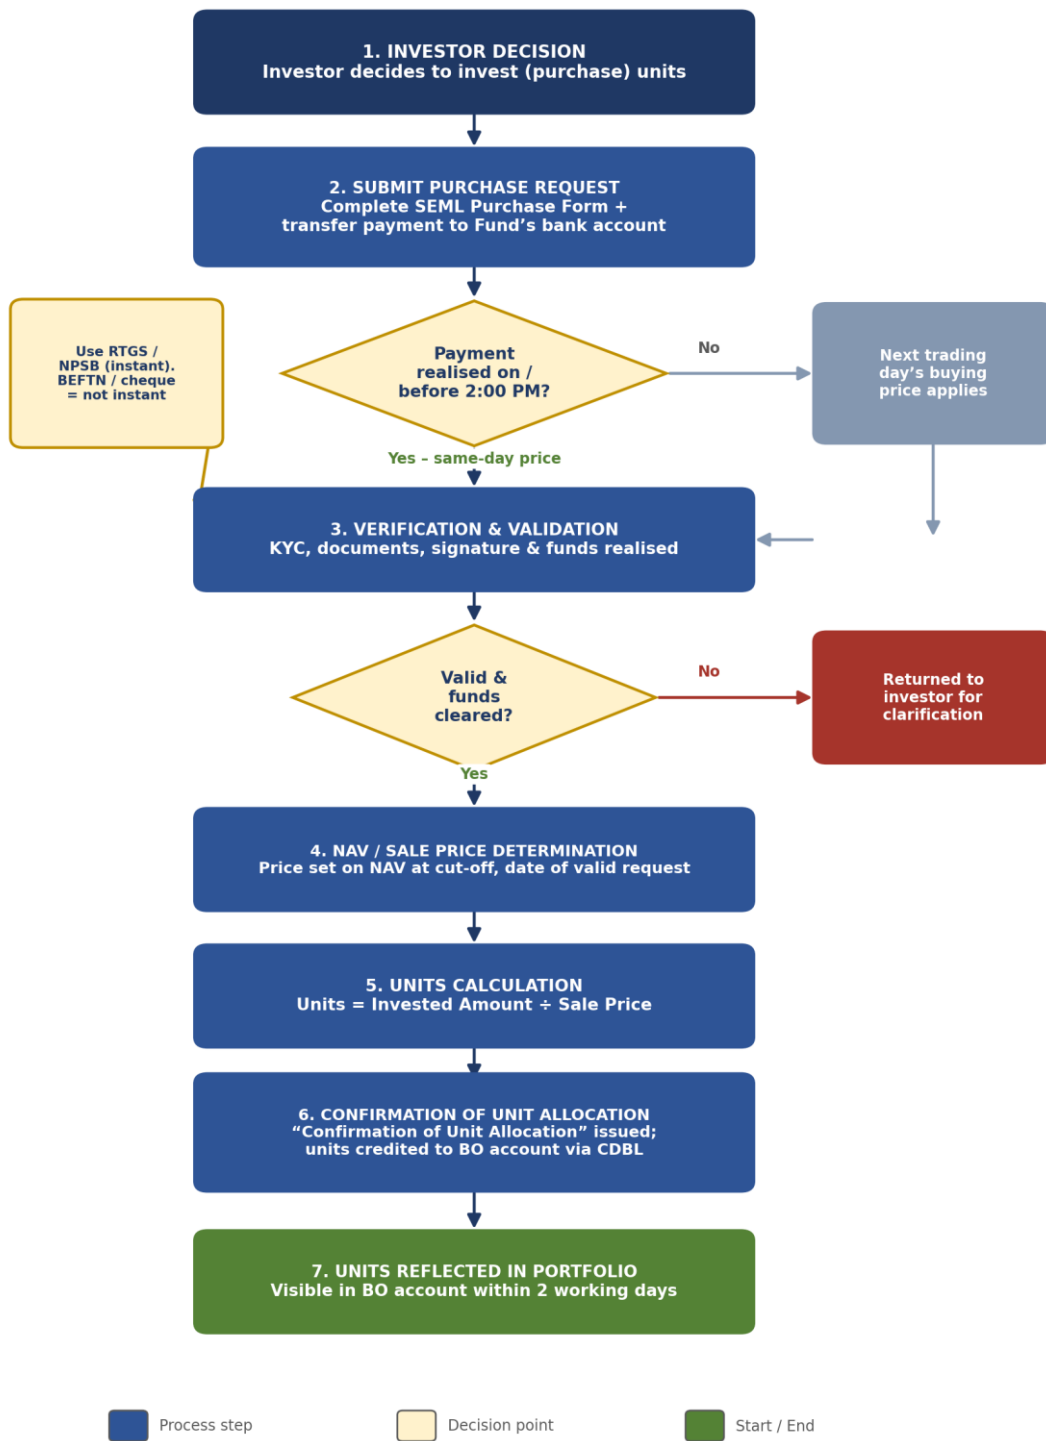 1. INVESTOR DECISION
Investor decides to invest (purchase) units
2. SUBMIT PURCHASE REQUEST
Complete SEML Purchase Form +
transfer payment to Fund’s bank account
Use RTGS /
NPSB (instant).
BEFTN / cheque
= not instant
Payment
realised on /
before 2:00 PM?
No
Next trading
day’s buying
price applies
Yes – same-day price
3. VERIFICATION & VALIDATION
KYC, documents, signature & funds realised
Valid &
funds
cleared?
No
Returned to
investor for
clarification
Yes
4. NAV / SALE PRICE DETERMINATION
Price set on NAV at cut-off, date of valid request
5. UNITS CALCULATION
Units = Invested Amount ÷ Sale Price
6. CONFIRMATION OF UNIT ALLOCATION
“Confirmation of Unit Allocation” issued;
units credited to BO account via CDBL
7. UNITS REFLECTED IN PORTFOLIO
Visible in BO account within 2 working days
Process step
Decision point
Start / End